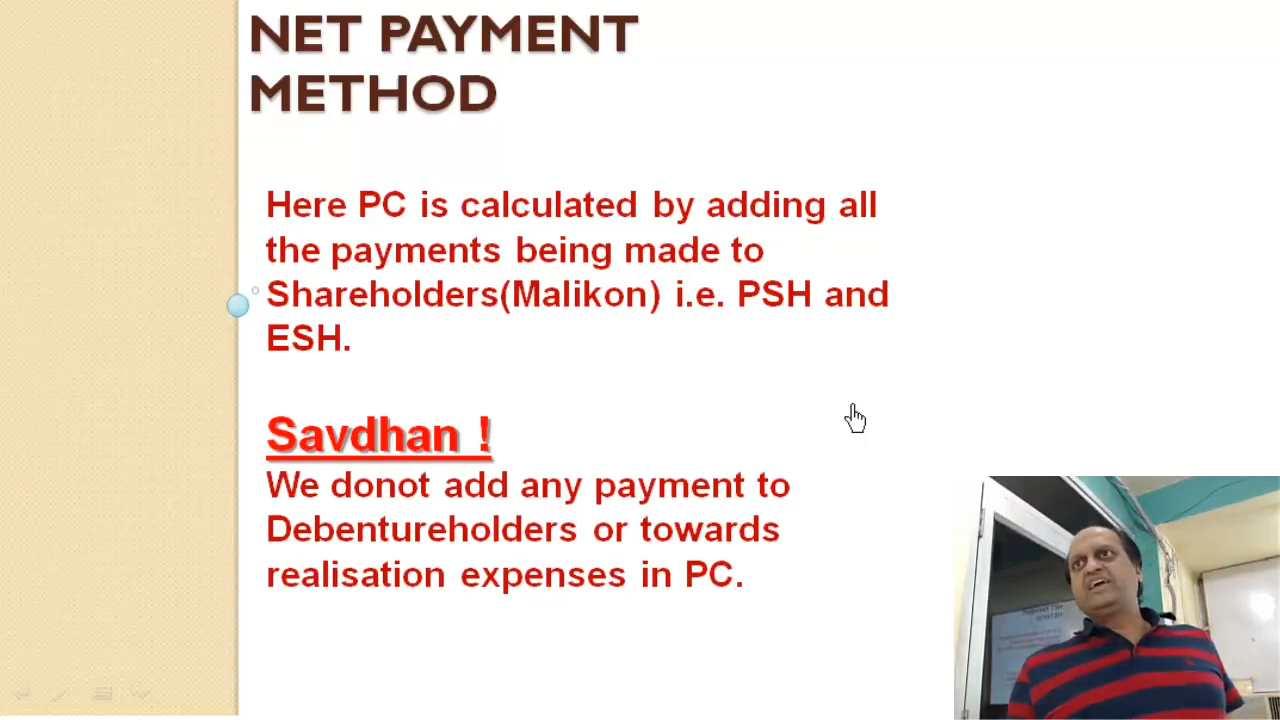 NET PAYMENT
METHOD
Here PC is calculated by adding all
the payments being made to
Shareholders(Malikon) i.e. PSH and
ESH.
Savdhan !
We donot add any payment to
Debentureholders or towards
realisation expenses in PC.